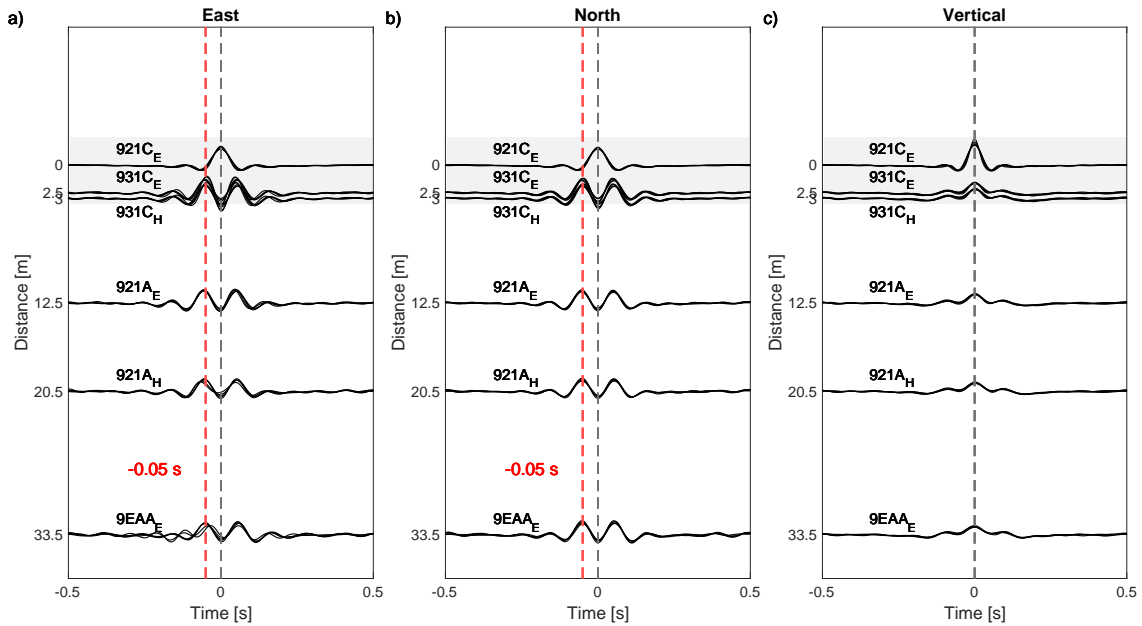 a)
East
Distance [m]
0
2.5
3
12.5
20.5
33.5
921C_E
931C_E
931C_H
921A_E
921A_H
-0.05 s
9EAA_E
-0.5
0
0.5
Time [s]
b)
North
Distance [m]
0
2.5
3
12.5
20.5
33.5
921C_E
931C_E
931C_H
921A_E
921A_H
-0.05 s
9EAA_E
-0.5
0
0.5
Time [s]
c)
Vertical
Distance [m]
0
2.5
3
12.5
20.5
33.5
921C_E
931C_E
931C_H
921A_E
921A_H
9EAA_E
-0.5
0
0.5
Time [s]